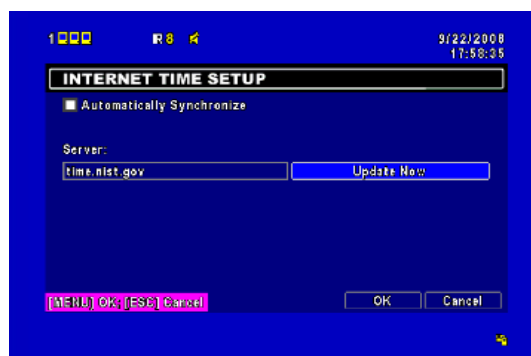 1 R8 9/22/2008
17:58:35
INTERNET TIME SETUP
Automatically Synchronize
Server:
time.nist.gov Update Now
[MENU] OK; [ESC] Cancel OK Cancel